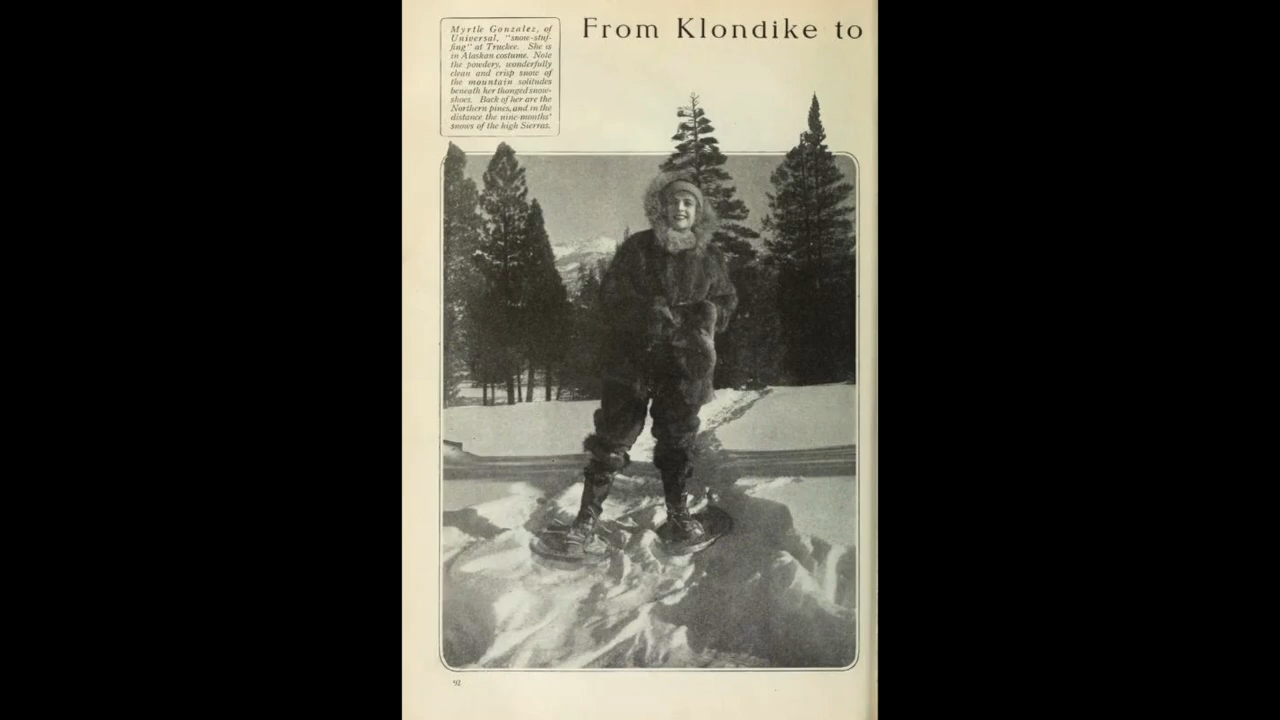 Myrtle Gonzalez, of
Universal, "snow-stuf-
fing" at Truckee. She is
in Alaskan costume. Note
the powdery, wonderfully
clean and crisp snow of
the mountain solitudes
beneath her thonged snow-
shoes. Back of her are the
Northern pines, and in the
distance the nine-months'
snows of the high Sierras.
From Klondike to
92